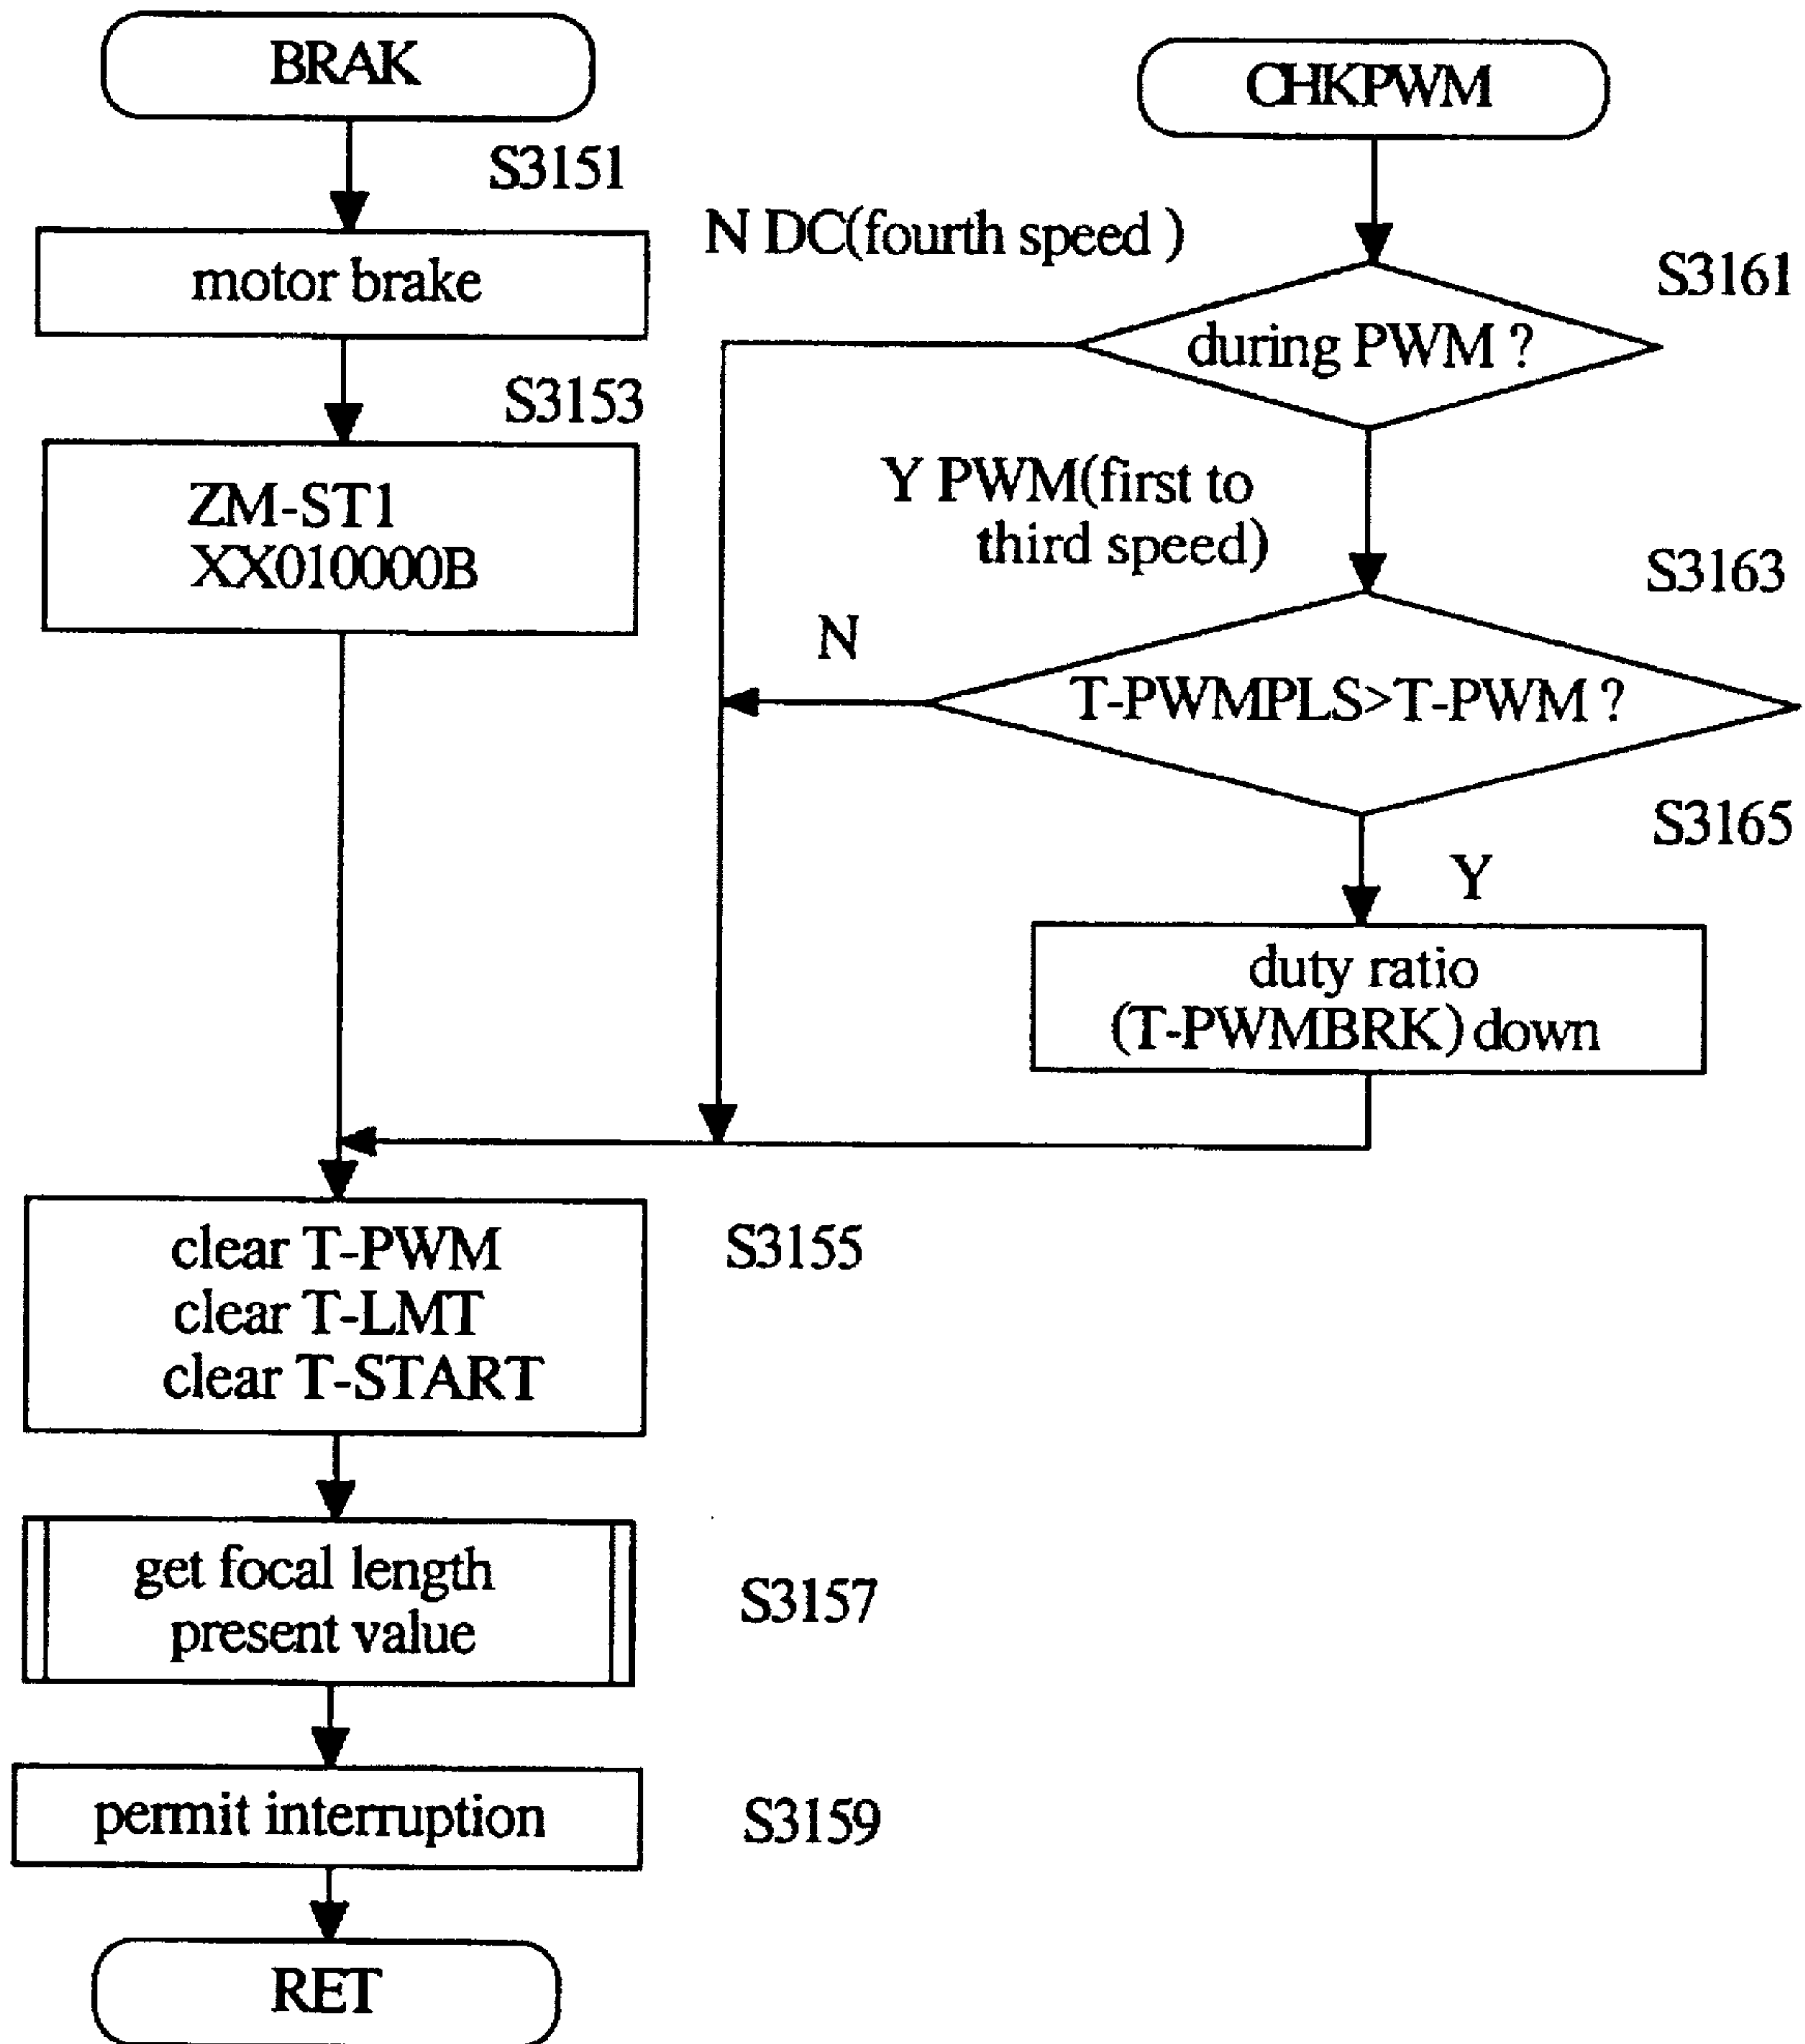 BRAK
S3151
motor brake
S3153
ZM-ST1
XX010000B
CHKPWM
N DC(fourth speed )
S3161
during PWM ?
Y PWM(first to
third speed)
S3163
N
T-PWMPLS>T-PWM ?
S3165
Y
duty ratio
(T-PWMBRK) down
clear T-PWM
clear T-LMT
clear T-START
S3155
get focal length
present value
S3157
permit interruption
S3159
RET